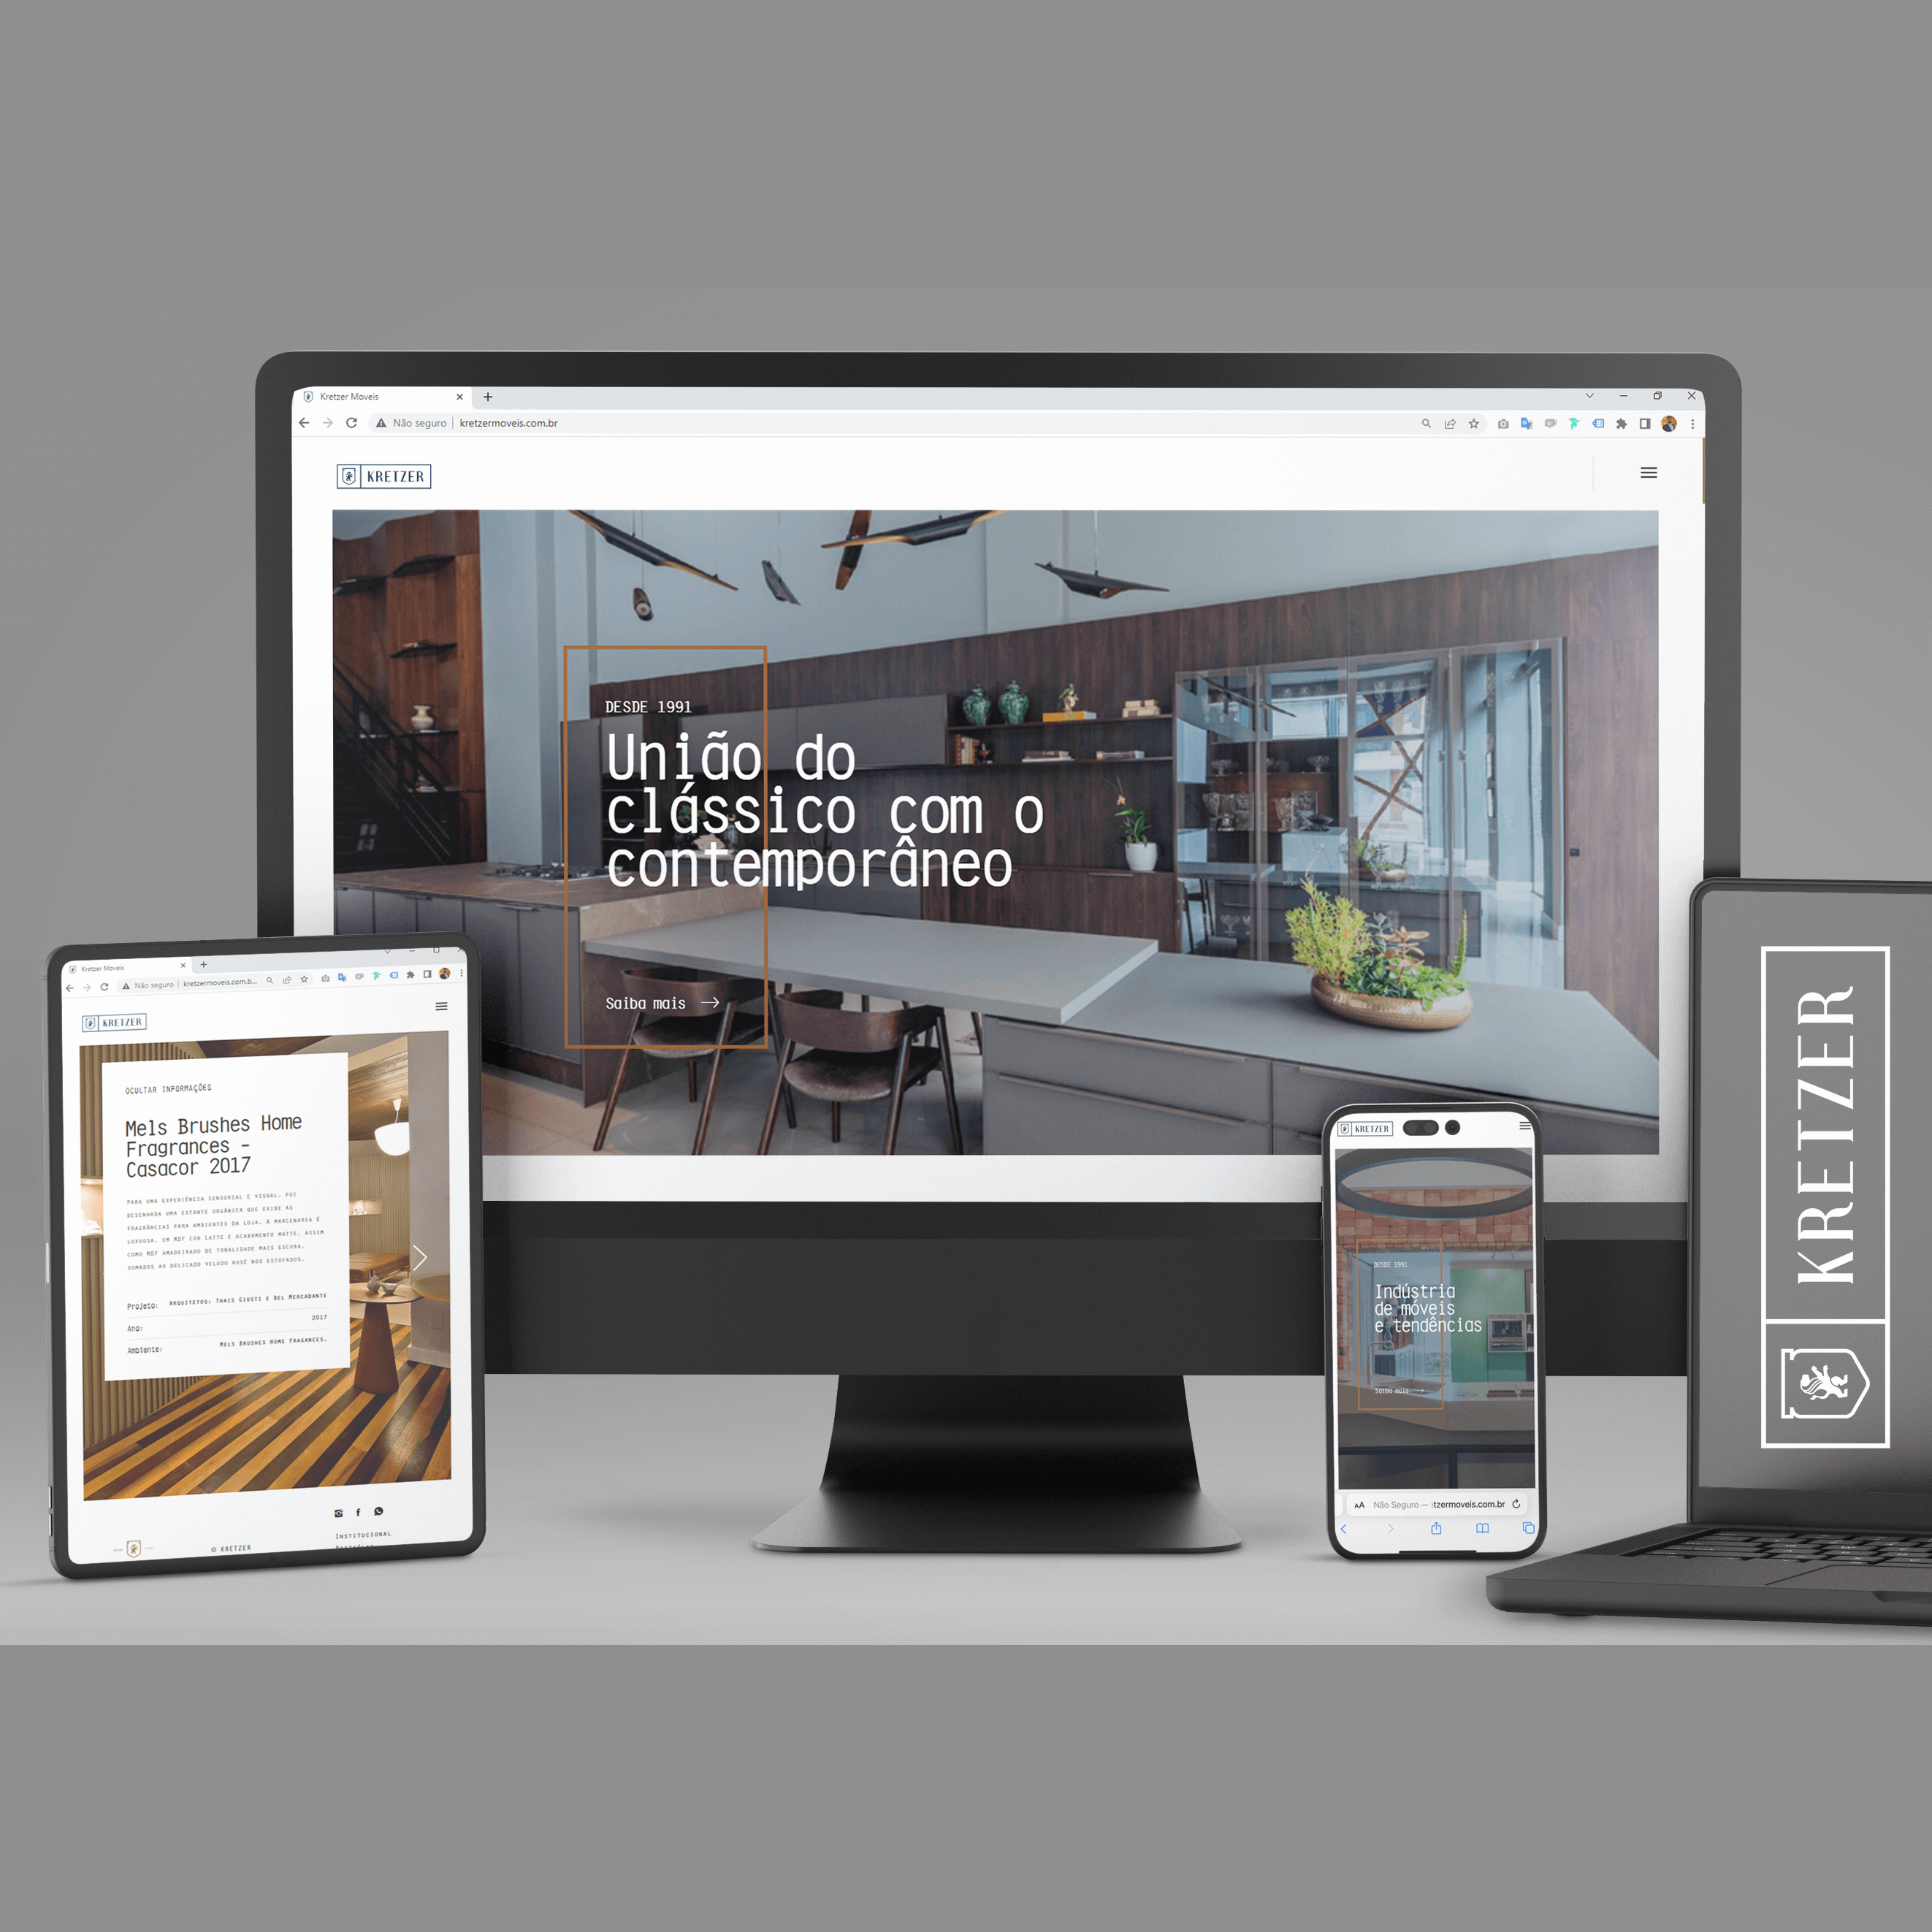 Kretzer Moveis
Não seguro
kretzermoveis.com.br
KRETZER
DESDE 1991
União do
clássico com o
contemporâneo
Saiba mais
Kretzer Moveis
Não seguro
kretzermoveis.com.b...
KRETZER
OCULTAR INFORMAÇÕES
Mels Brushes Home
Fragrances –
Casacor 2017
PARA UMA EXPERIÊNCIA SENSORIAL E VISUAL, FOI
DESENHADA UMA ESTANTE ORGÂNICA QUE EXIBE AS
FRAGRÂNCIAS PARA AMBIENTES DA LOJA. A MARCENARIA É
LUXUOSA, EM MDF COR LATTE E ACABAMENTO MATTE, ASSIM
COMO MDF AMADEIRADO DE TONALIDADE MAIS ESCURA,
SOMADOS AO DELICADO VELUDO ROSÉ NOS ESTOFADOS.
Projeto: ARQUITETOS: THAIS GIUSTI E BEL MERCADANTE
Ano: 2017
Ambiente: MELS BRUSHES HOME FRAGANCES.
INSTITUCIONAL
© KRETZER
KRETZER
DESDE 1991
Indústria
de móveis
e tendências
Saiba mais
AA Não Seguro — tzermoveis.com.br
KRETZER